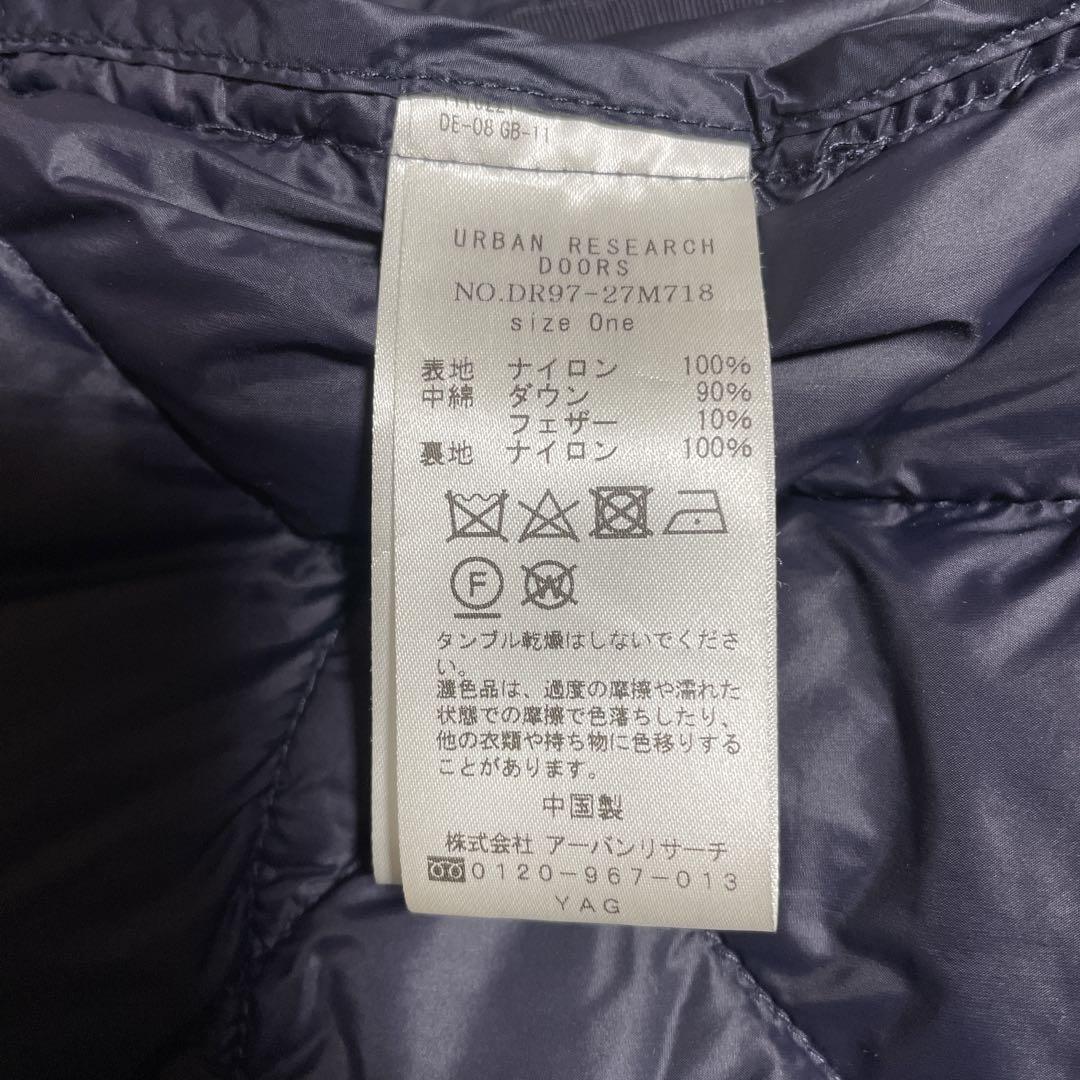 DE-08 GB-11
URBAN RESEARCH
DOORS
NO.DR97-27M718
size One
表地 ナイロン 100%
中綿 ダウン 90%
フェザー 10%
裏地 ナイロン 100%
F
W
タンブル乾燥はしないでくださ
い。
濃色品は、過度の摩擦や濡れた
状態での摩擦で色落ちしたり、
他の衣類や持ち物に色移りする
ことがあります。
中国製
株式会社 アーバンリサーチ
0120-967-013
YAG